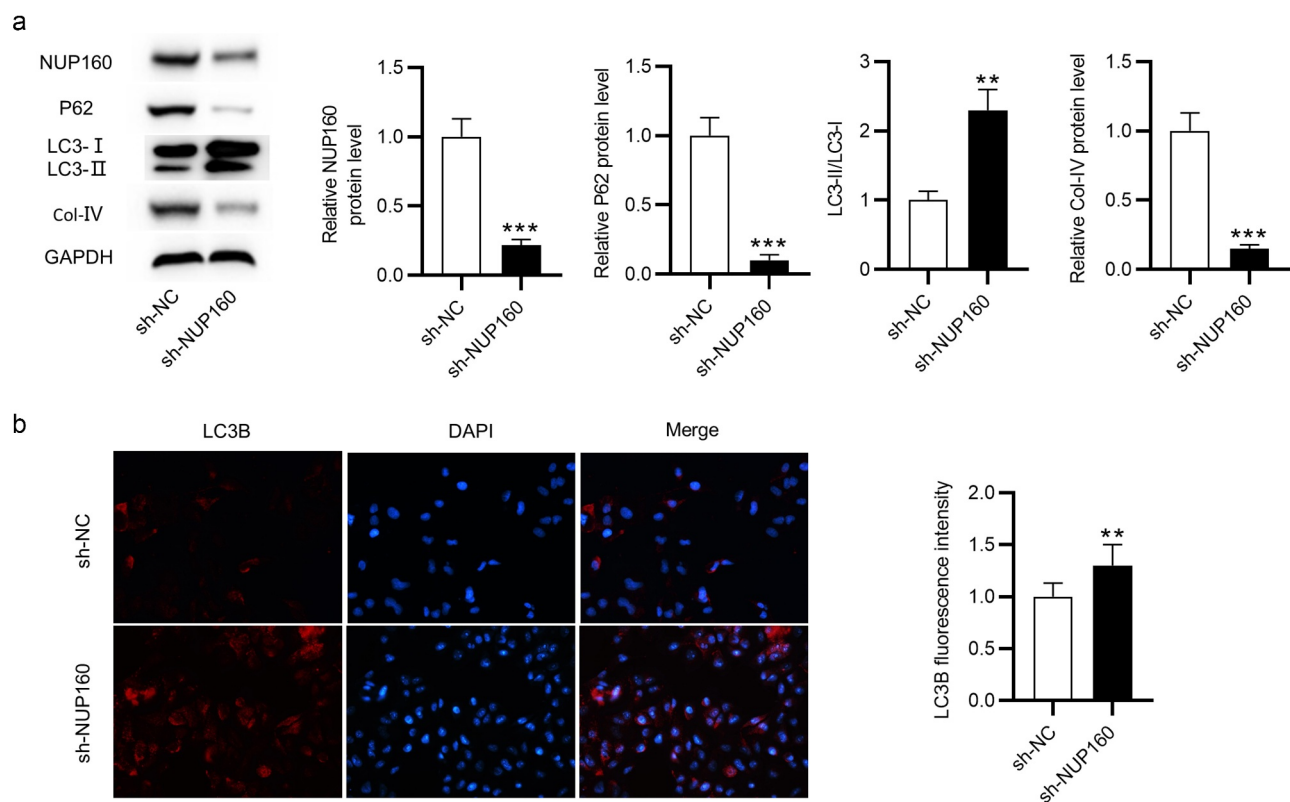 a
NUP160
P62
LC3- I
LC3-II
Col-IV
GAPDH
sh-NC
sh-NUP160
Relative NUP160
protein level
1.5
1.0
0.5
0.0
***
sh-NC
sh-NUP160
Relative P62 protein level
1.5
1.0
0.5
0.0
***
sh-NC
sh-NUP160
LC3-II/LC3-I
3
2
1
0
**
sh-NC
sh-NUP160
Relative Col-IV protein level
1.5
1.0
0.5
0.0
***
sh-NC
sh-NUP160
b
LC3B
DAPI
Merge
sh-NC
sh-NUP160
LC3B fluorescence intensity
2.0
1.5
1.0
0.5
0.0
**
sh-NC
sh-NUP160